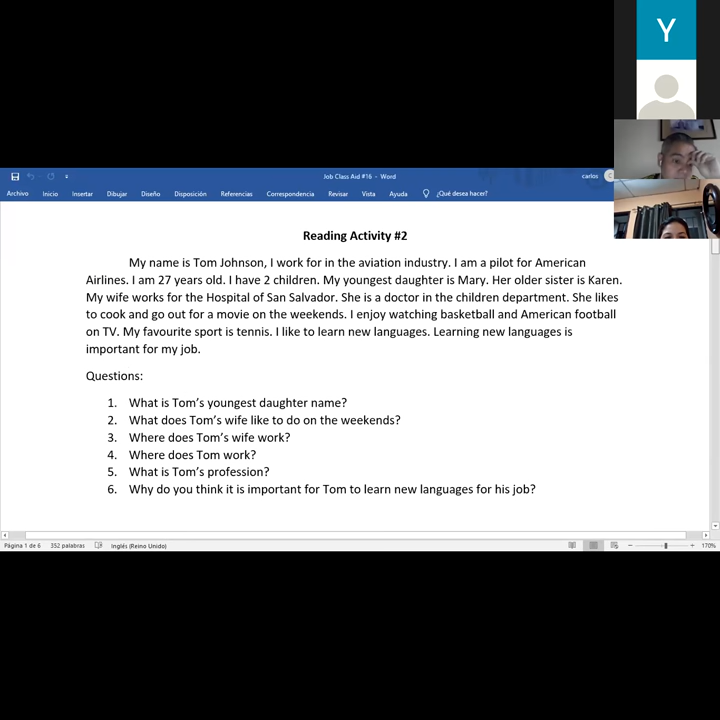 Y
Job Class Aid #16 - Word
carlos
C
Archivo Inicio Insertar Dibujar Diseño Disposición Referencias Correspondencia Revisar Vista Ayuda ¿Qué desea hacer?
Reading Activity #2
My name is Tom Johnson, I work for in the aviation industry. I am a pilot for American
Airlines. I am 27 years old. I have 2 children. My youngest daughter is Mary. Her older sister is Karen.
My wife works for the Hospital of San Salvador. She is a doctor in the children department. She likes
to cook and go out for a movie on the weekends. I enjoy watching basketball and American football
on TV. My favourite sport is tennis. I like to learn new languages. Learning new languages is
important for my job.
Questions:
1. What is Tom’s youngest daughter name?
2. What does Tom’s wife like to do on the weekends?
3. Where does Tom’s wife work?
4. Where does Tom work?
5. What is Tom’s profession?
6. Why do you think it is important for Tom to learn new languages for his job?
Página 1 de 6 352 palabras Inglés (Reino Unido) 170%